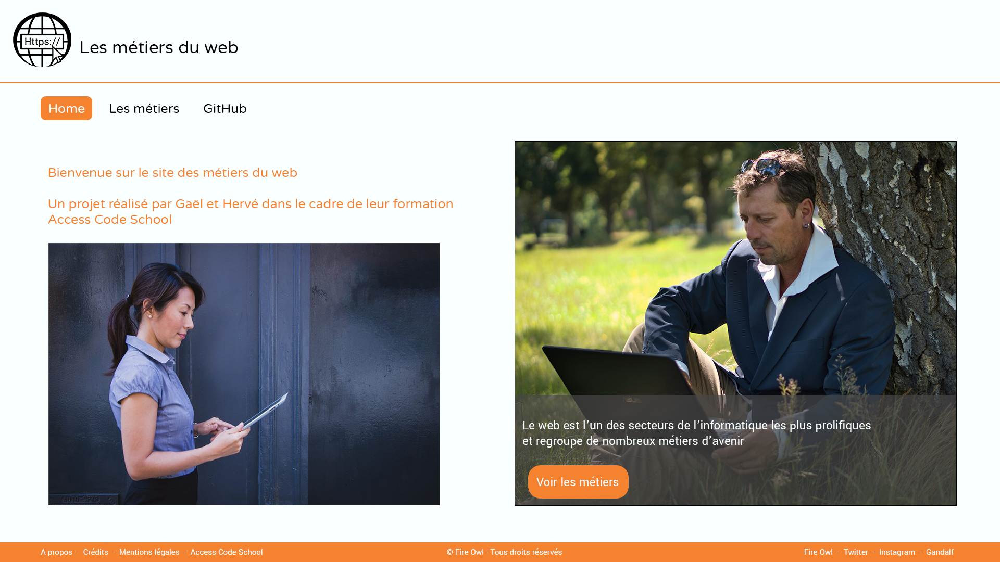 Https://
Les métiers du web
Home
Les métiers
GitHub
Bienvenue sur le site des métiers du web
Un projet réalisé par Gaël et Hervé dans le cadre de leur formation
Access Code School
Le web est l'un des secteurs de l'informatique les plus prolifiques
et regroupe de nombreux métiers d'avenir
Voir les métiers
A propos - Crédits - Mentions légales - Access Code School
© Fire Owl - Tous droits réservés
Fire Owl - Twitter - Instagram - Gandalf